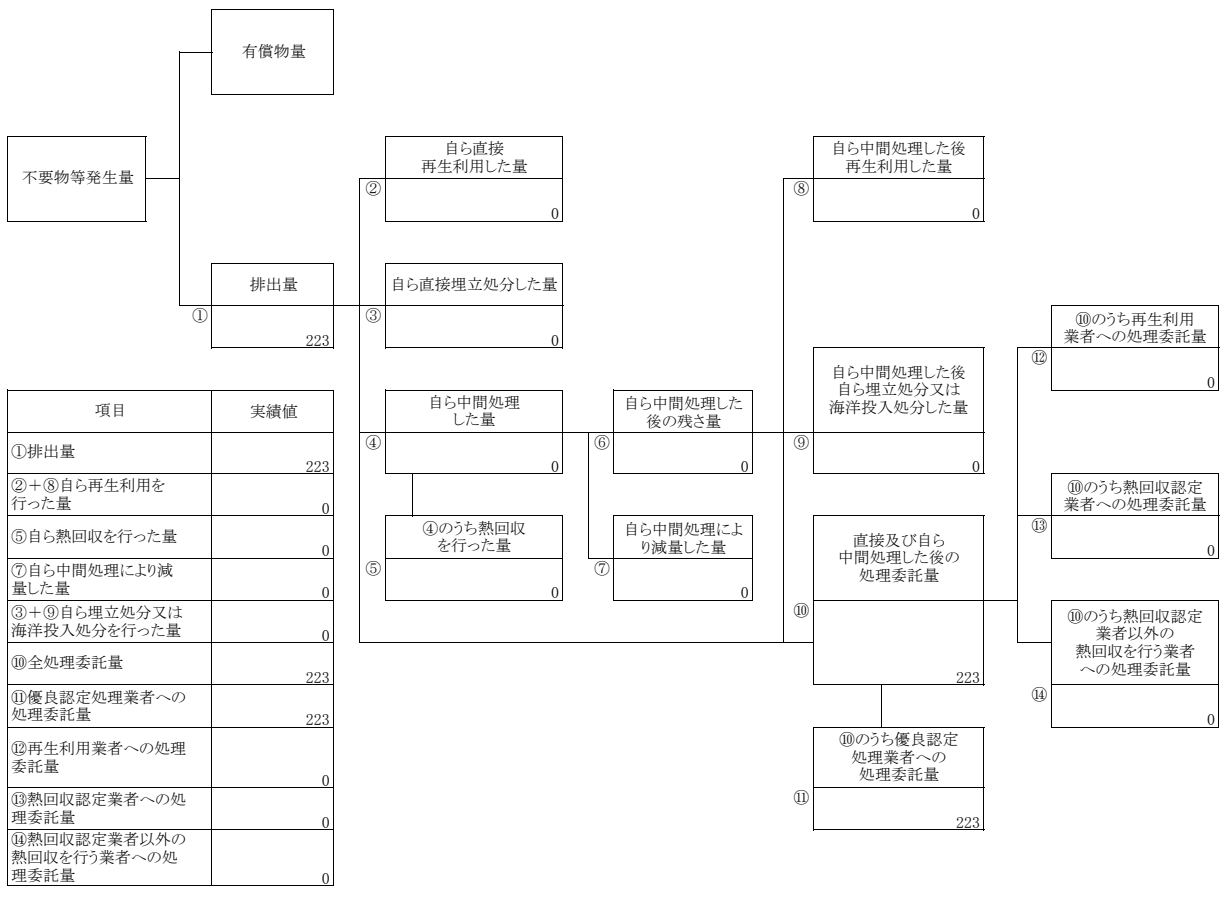 有償物量
不要物等発生量
排出量
①
223
自ら直接
再生利用した量
②
0
自ら直接埋立処分した量
③
0
自ら中間処理
した量
④
0
④のうち熱回収
を行った量
⑤
0
自ら中間処理した
後の残さ量
⑥
0
自ら中間処理によ
り減量した量
⑦
0
自ら中間処理した後
再生利用した量
⑧
0
自ら中間処理した後
自ら埋立処分又は
海洋投入処分した量
⑨
0
直接及び自ら
中間処理した後の
処理委託量
⑩
223
⑩のうち優良認定
処理業者への
処理委託量
⑪
223
⑩のうち再生利用
業者への処理委託量
⑫
0
⑩のうち熱回収認定
業者への処理委託量
⑬
0
⑩のうち熱回収認定
業者以外の
熱回収を行う業者
への処理委託量
⑭
0
項目
実績値
①排出量
223
②＋⑧自ら再生利用を
行った量
0
⑤自ら熱回収を行った量
0
⑦自ら中間処理により減
量した量
0
③＋⑨自ら埋立処分又は
海洋投入処分を行った量
0
⑩全処理委託量
223
⑪優良認定処理業者への
処理委託量
223
⑫再生利用業者への処理
委託量
0
⑬熱回収認定業者への処
理委託量
0
⑭熱回収認定業者以外の
熱回収を行う業者への処
理委託量
0